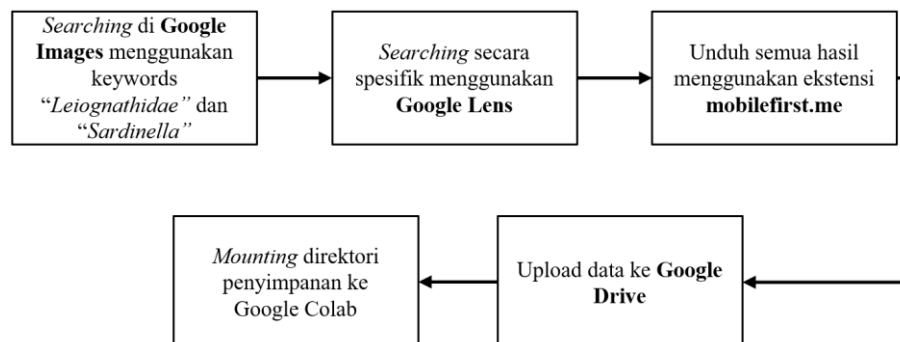 Searching di Google
Images menggunakan
keywords
“Leiognathidae” dan
“Sardinella”
Searching secara
spesifik menggunakan
Google Lens
Unduh semua hasil
menggunakan ekstensi
mobilefirst.me
Mounting direktori
penyimpanan ke
Google Colab
Upload data ke Google
Drive